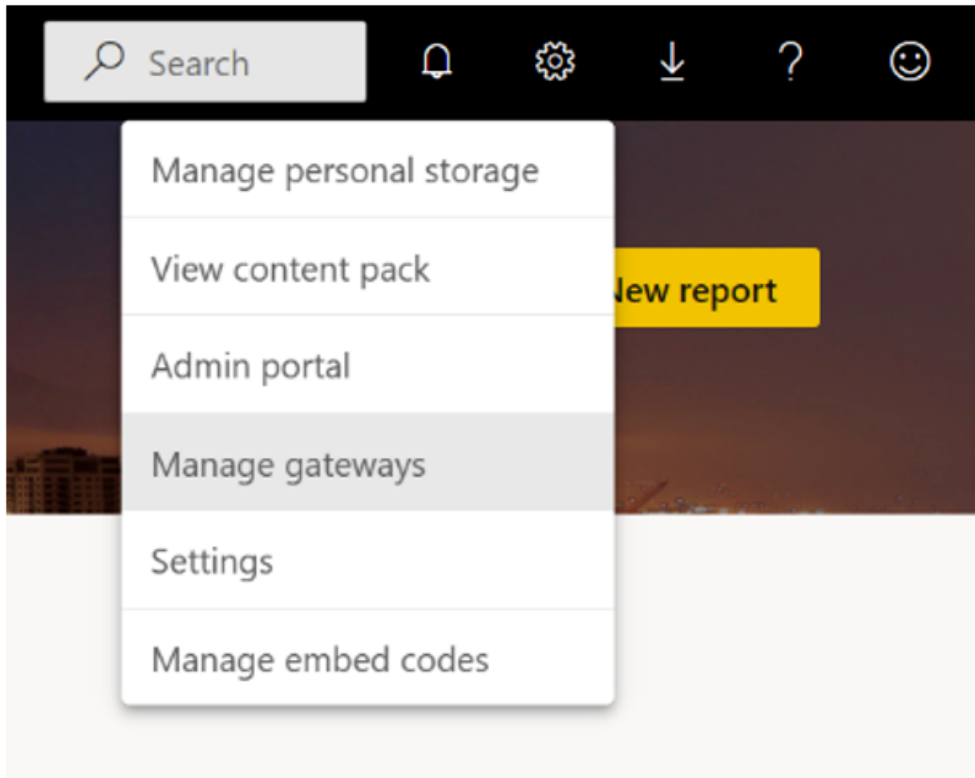 Search
Manage personal storage
View content pack
New report
Admin portal
Manage gateways
Settings
Manage embed codes